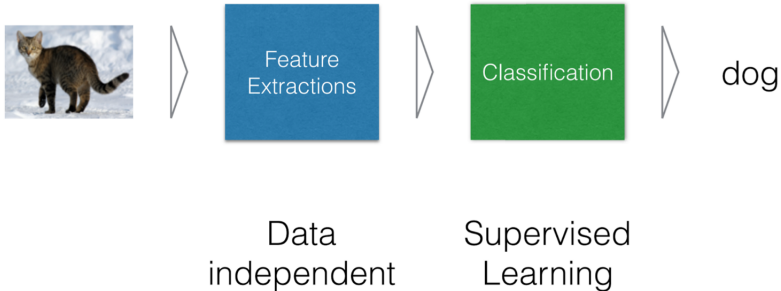 Feature
Extractions
Classification
dog
Data
independent
Supervised
Learning